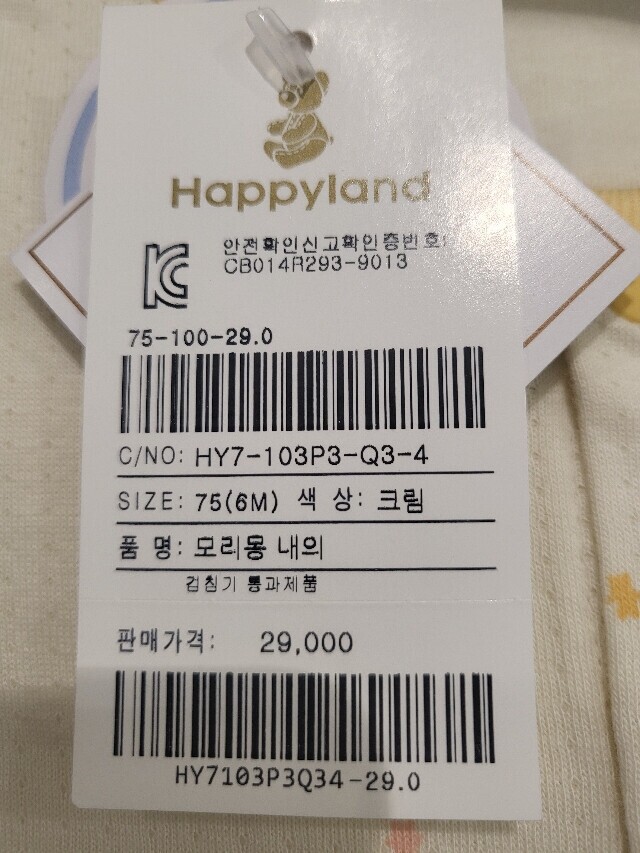 Happyland
안전확인신고확인증번호:
CB014R293-9013
75-100-29.0
C/NO: HY7-103P3-Q3-4
SIZE: 75(6M) 색 상: 크림
품 명: 모리몽 내의
검침기 통과제품
판매가격: 29,000
HY7103P3Q34-29.0